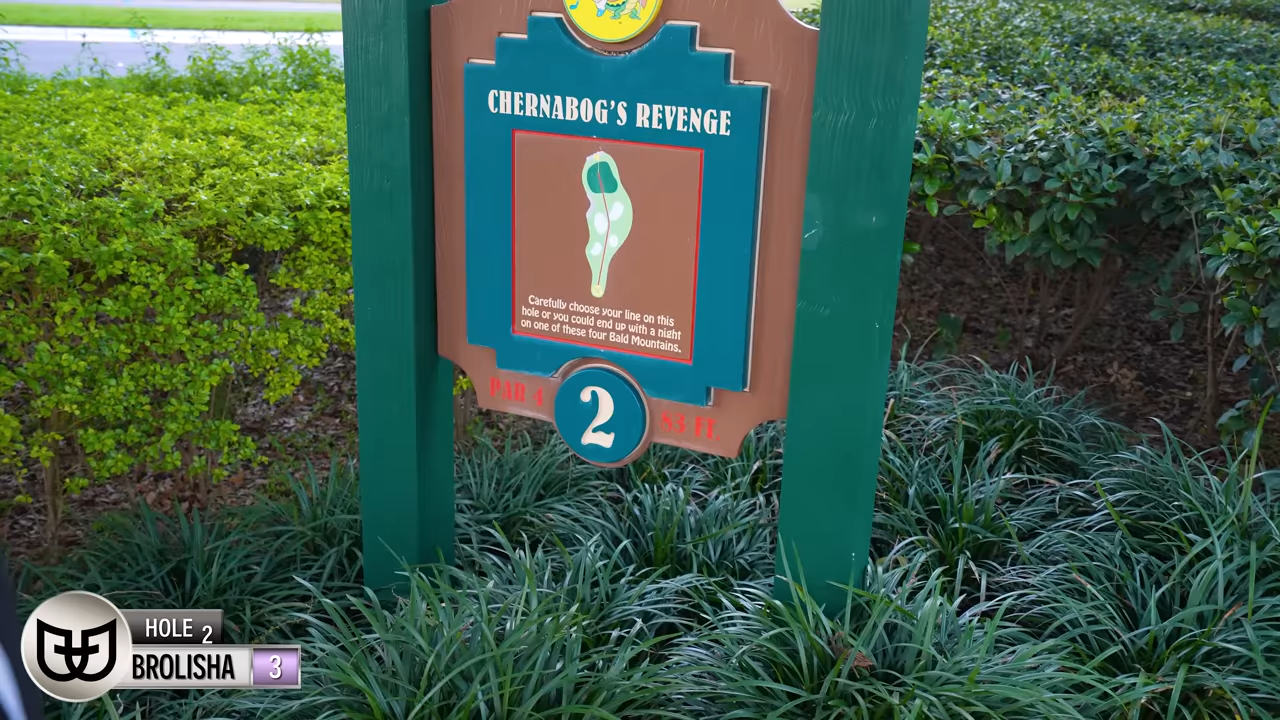 CHERNABOG'S REVENGE
Carefully choose your line on this
hole or you could end up with a night
on one of these four Bald Mountains.
PAR 4
2
83 FT.
HOLE 2
BROLISHA 3